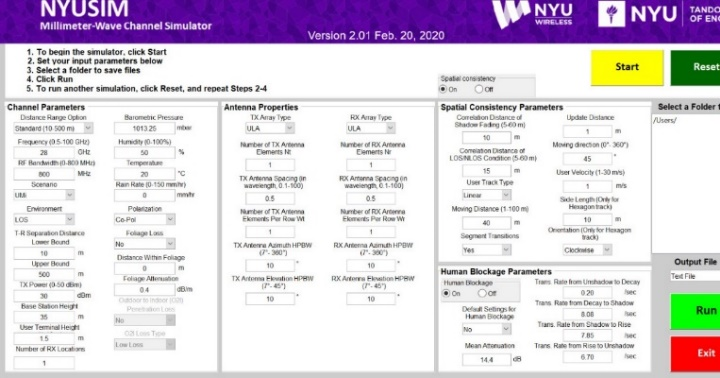 NYUSIM
Millimeter-Wave Channel Simulator
Version 2.01 Feb. 20, 2020
NYU
WIRELESS
NYU
TANDO
OF EN
1. To begin the simulator, click Start
2. Set your input parameters below
3. Select a folder to save files
4. Click Run
5. To run another simulation, click Reset, and repeat Steps 2-4
Spatial consistency
On Off
Start
Reset
Channel Parameters
Distance Range Option
Standard (10-500 m)
Frequency (0.5-100 GHz)
28 GHz
RF Bandwidth (0-800 MHz)
800 MHz
Scenario
UMi
Environment
LOS
T-R Separation Distance
Lower Bound
10 m
Upper Bound
500 m
TX Power (0-50 dBm)
30 dBm
Base Station Height
35 m
User Terminal Height
1.5 m
Number of RX Locations
1
Barometric Pressure
1013.25 mbar
Humidity (0-100%)
50 %
Temperature
20 °C
Rain Rate (0-150 mm/hr)
0 mm/hr
Polarization
Co-Pol
Foliage Loss
No
Distance Within Foliage
0 m
Foliage Attenuation
0.4 dB/m
Outdoor to Indoor (O2I)
Penetration Loss
No
O2I Loss Type
Low Loss
Antenna Properties
TX Array Type
ULA
Number of TX Antenna
Elements Nt
1
TX Antenna Spacing (in
wavelength, 0.1-100)
0.5
Number of TX Antenna
Elements Per Row Wt
1
TX Antenna Azimuth HPBW
(7°- 360°)
10 °
TX Antenna Elevation HPBW
(7°- 45°)
10 °
RX Array Type
ULA
Number of RX Antenna
Elements Nr
1
RX Antenna Spacing (in
wavelength, 0.1-100)
0.5
Number of RX Antenna
Elements Per Row Wr
1
RX Antenna Azimuth HPBW
(7°- 360°)
10 °
RX Antenna Elevation HPBW
(7°- 45°)
10 °
Spatial Consistency Parameters
Correlation Distance of
Shadow Fading (5-60 m)
10 m
Correlation Distance of
LOS/NLOS Condition (5-60 m)
15 m
User Track Type
Linear
Moving Distance (1-100 m)
40 m
Segment Transitions
Yes
Update Distance
1 m
Moving direction (0°- 360°)
45 °
User Velocity (1-30 m/s)
1 m/s
Side Length (Only for
Hexagon track)
10 m
Orientation (Only for Hexagon
track)
Clockwise
Human Blockage Parameters
Human Blockage
On Off
Default Settings for
Human Blockage
No
Mean Attenuation
14.4 dB
Trans. Rate from Unshadow to Decay
0.20 /sec
Trans. Rate from Decay to Shadow
8.08 /sec
Trans. Rate from Shadow to Rise
7.85 /sec
Trans. Rate from Rise to Unshadow
6.70 /sec
Select a Folder t
/Users/
Output File
Text File
Run
Exit